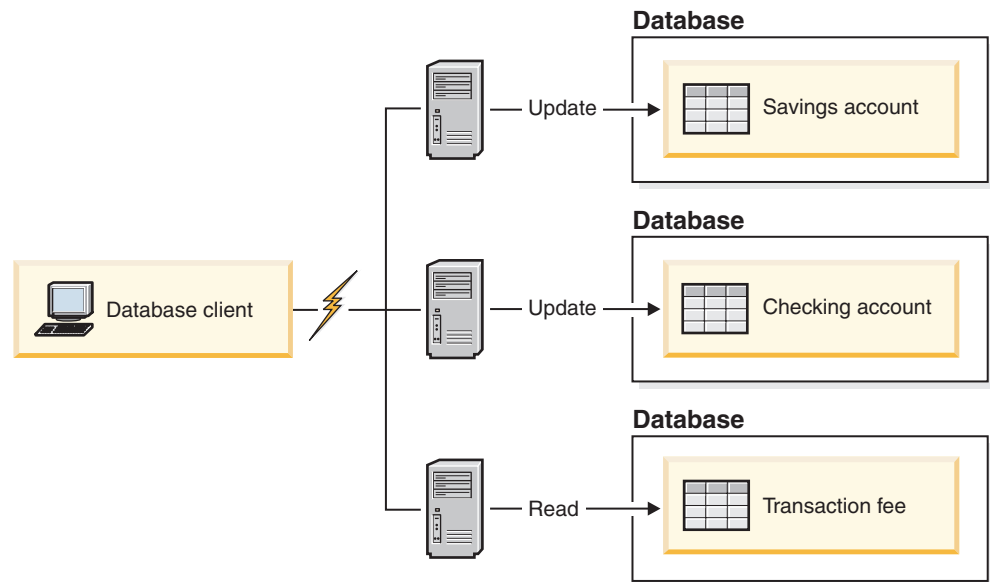 Database
Update
Savings account
Database
Database client
Update
Checking account
Database
Read
Transaction fee